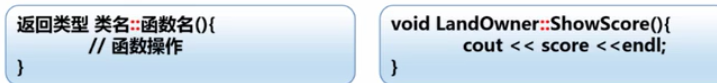 返回类型 类名::函数名(){
// 函数操作
}
void LandOwner::ShowScore(){
cout << score <<endl;
}